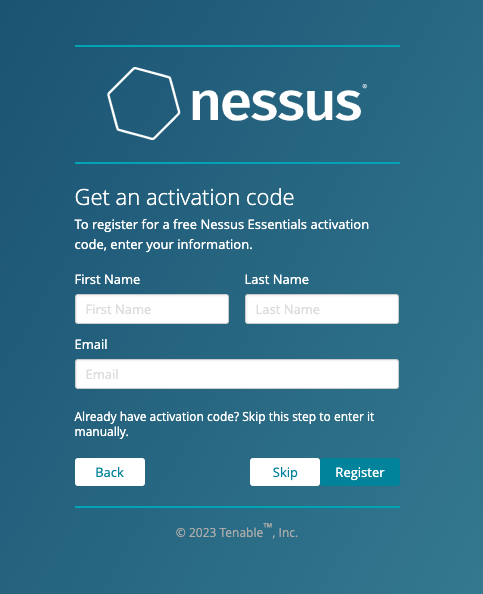 nessus®
Get an activation code
To register for a free Nessus Essentials activation
code, enter your information.
First Name Last Name
First Name Last Name
Email
Email
Already have activation code? Skip this step to enter it
manually.
Back Skip Register
© 2023 Tenable™, Inc.